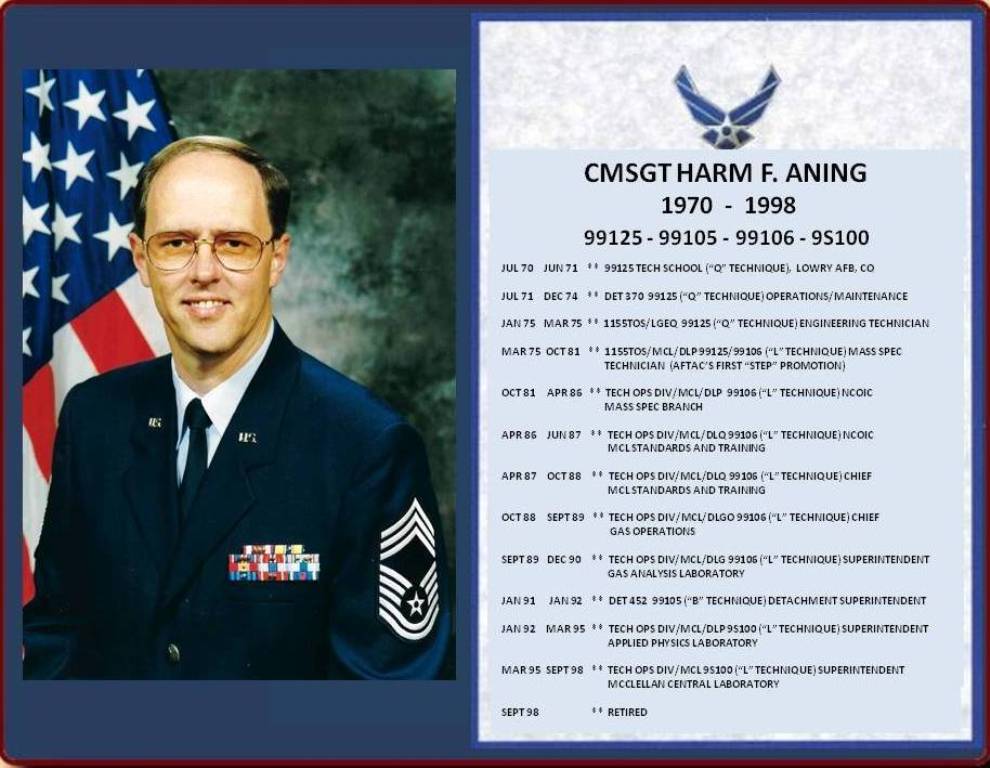 CMSGT HARM F. ANING
1970 - 1998
99125 - 99105 - 99106 - 9S100
JUL 70 JUN 71 ** 99125 TECH SCHOOL ("Q" TECHNIQUE), LOWRY AFB, CO
JUL 71 DEC 74 ** DET 370 99125 ("Q" TECHNIQUE) OPERATIONS/MAINTENANCE
JAN 75 MAR 75 ** 1155TOS/LGEQ 99125 ("Q" TECHNIQUE) ENGINEERING TECHNICIAN
MAR 75 OCT 81 ** 1155TOS/MCL/DLP 99125/99106 ("L" TECHNIQUE) MASS SPEC
TECHNICIAN (AFTAC'S FIRST "STEP" PROMOTION)
OCT 81 APR 86 ** TECH OPS DIV/MCL/DLP 99106 ("L" TECHNIQUE) NCOIC
MASS SPEC BRANCH
APR 86 JUN 87 ** TECH OPS DIV/MCL/DLQ 99106 ("L" TECHNIQUE) NCOIC
MCL STANDARDS AND TRAINING
APR 87 OCT 88 ** TECH OPS DIV/MCL/DLQ 99106 ("L" TECHNIQUE) CHIEF
MCL STANDARDS AND TRAINING
OCT 88 SEPT 89 ** TECH OPS DIV/MCL/DLGO 99106 ("L" TECHNIQUE) CHIEF
GAS OPERATIONS
SEPT 89 DEC 90 ** TECH OPS DIV/MCL/DLG 99106 ("L" TECHNIQUE) SUPERINTENDENT
GAS ANALYSIS LABORATORY
JAN 91 JAN 92 ** DET 452 99105 ("B" TECHNIQUE) DETACHMENT SUPERINTENDENT
JAN 92 MAR 95 ** TECH OPS DIV/MCL/DLP 9S100 ("L" TECHNIQUE) SUPERINTENDENT
APPLIED PHYSICS LABORATORY
MAR 95 SEPT 98 ** TECH OPS DIV/MCL 9S100 ("L" TECHNIQUE) SUPERINTENDENT
MCCLELLAN CENTRAL LABORATORY
SEPT 98 ** RETIRED
U.S. U.S.